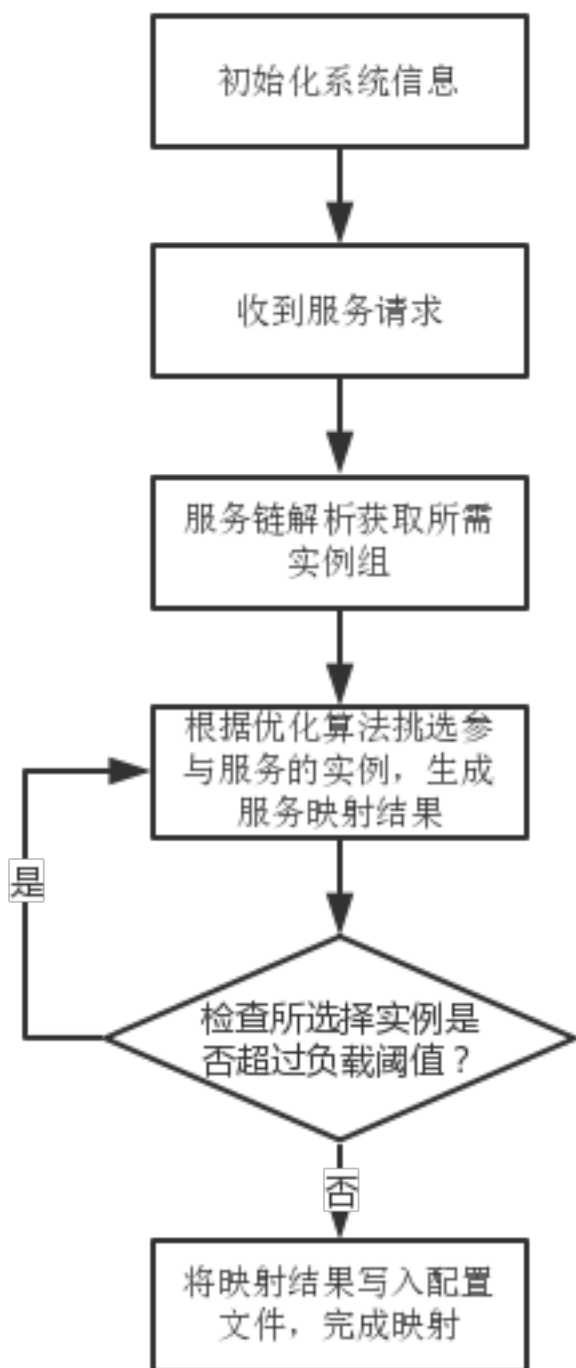 初始化系统信息
收到服务请求
服务链解析获取所需
实例组
根据优化算法挑选参
与服务的实例，生成
服务映射结果
是
检查所选择实例是
否超过负载阈值？
否
将映射结果写入配置
文件，完成映射